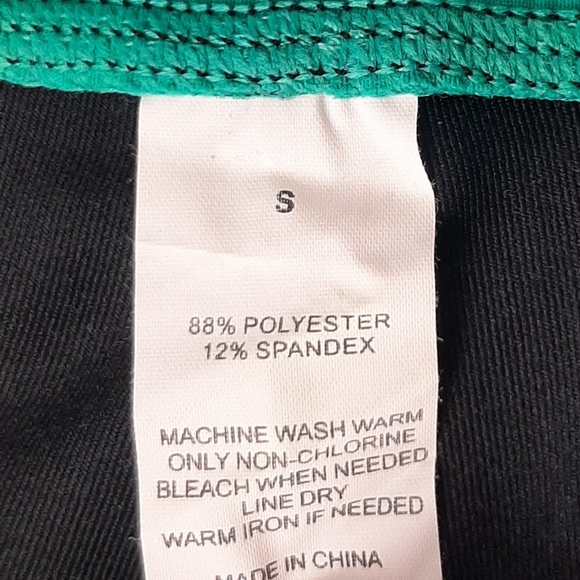 S
88% POLYESTER
12% SPANDEX
MACHINE WASH WARM
ONLY NON-CHLORINE
BLEACH WHEN NEEDED
LINE DRY
WARM IRON IF NEEDED
MADE IN CHINA